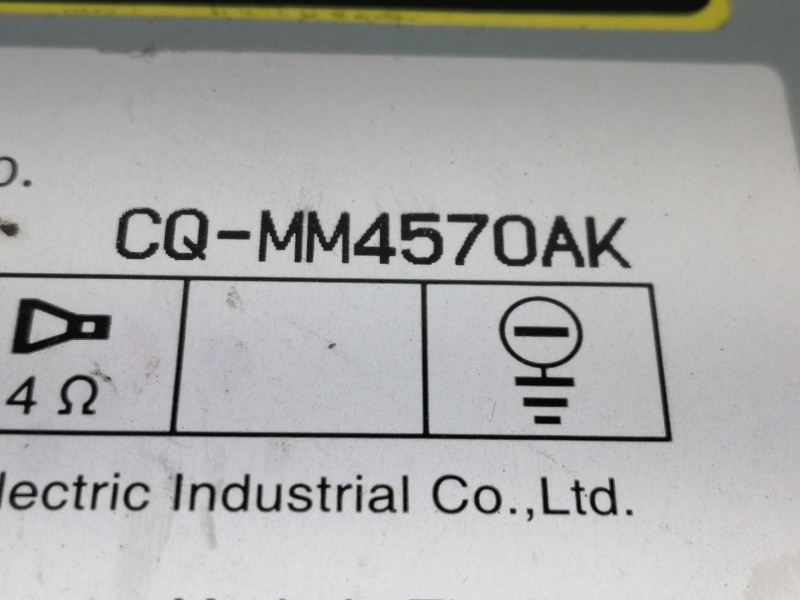 o.
CQ-MM4570AK
4 Ω
lectric Industrial Co.,Ltd.